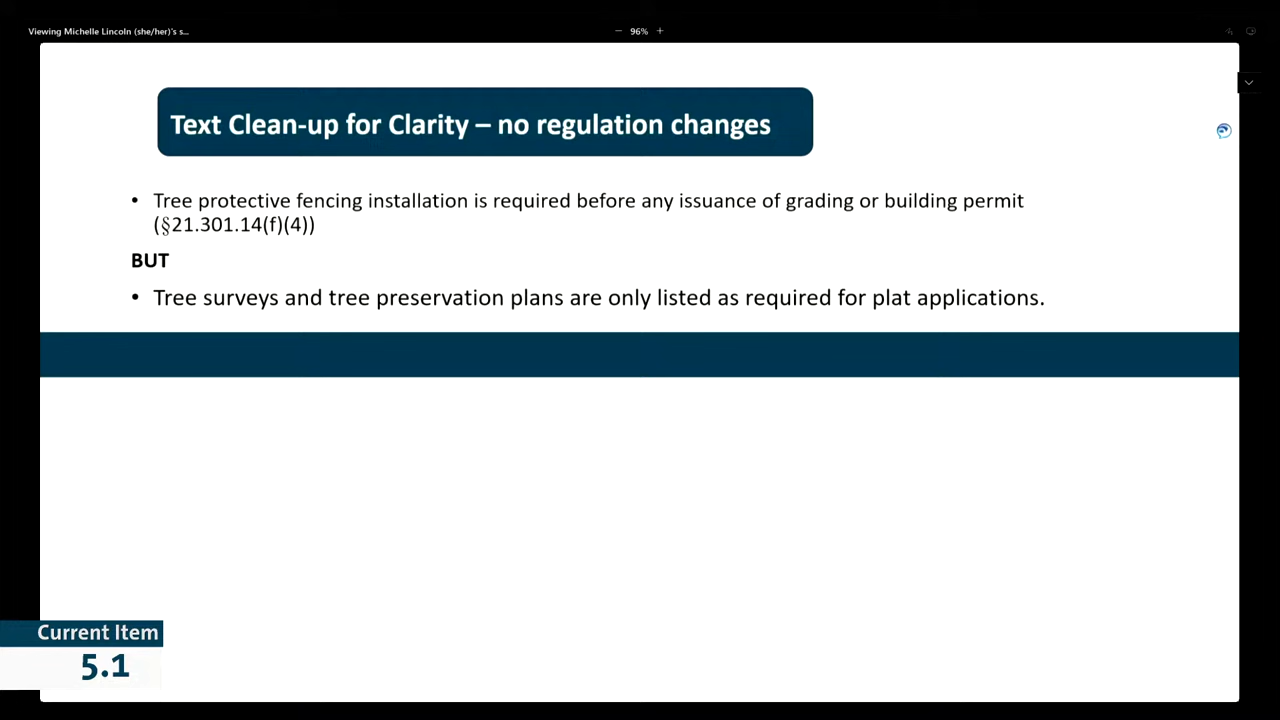 Viewing Michelle Lincoln (she/her)'s s...
− 96% +
Text Clean-up for Clarity – no regulation changes
• Tree protective fencing installation is required before any issuance of grading or building permit
(§21.301.14(f)(4))
BUT
• Tree surveys and tree preservation plans are only listed as required for plat applications.
Current Item
5.1